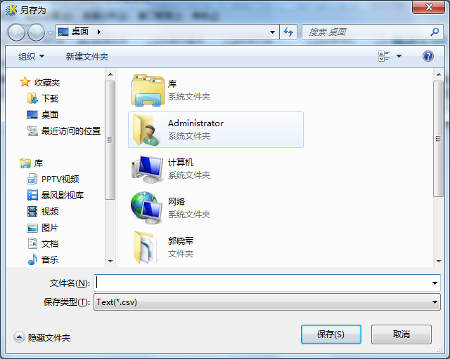 另存为
桌面
搜索 桌面
组织 新建文件夹
收藏夹
下载
桌面
最近访问的位置
库
PPTV视频
暴风影视库
视频
图片
文档
音乐
库
系统文件夹
Administrator
系统文件夹
计算机
系统文件夹
网络
系统文件夹
郭晓军
文件夹
文件名(N):
保存类型(T): Text(*.csv)
隐藏文件夹 保存(S) 取消